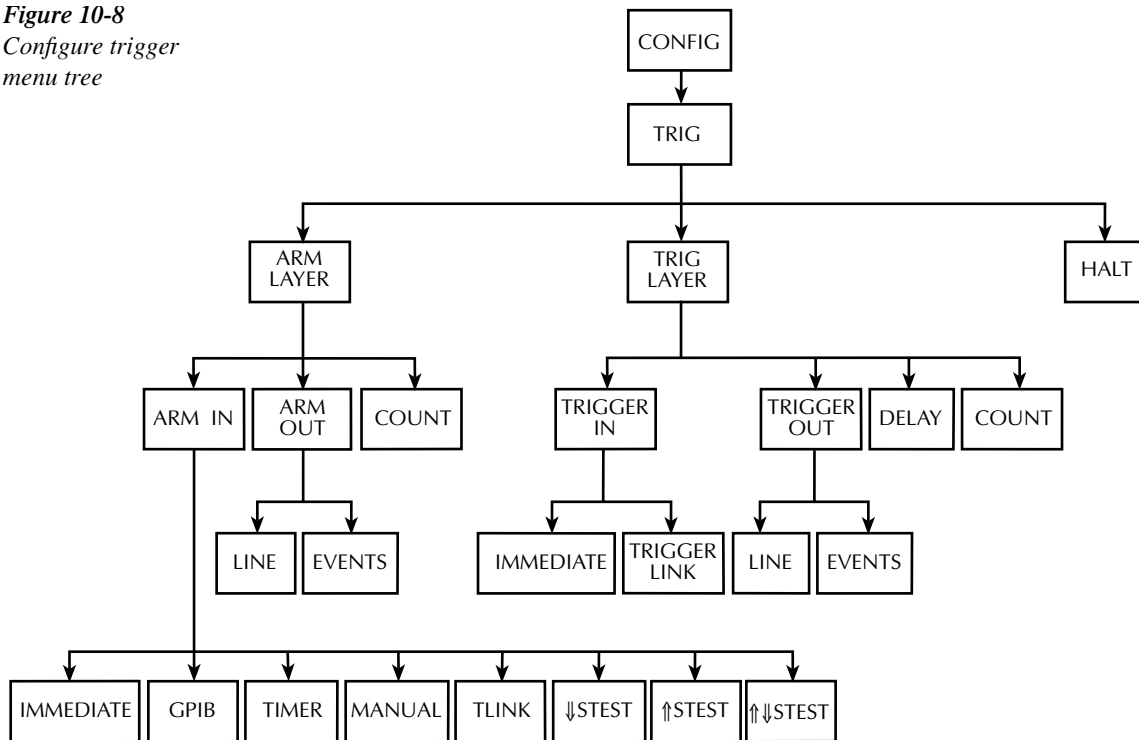 Figure 10-8
Configure trigger
menu tree
CONFIG
TRIG
ARM
LAYER
TRIG
LAYER
HALT
ARM IN
ARM
OUT
COUNT
TRIGGER
IN
TRIGGER
OUT
DELAY
COUNT
LINE
EVENTS
IMMEDIATE
TRIGGER
LINK
LINE
EVENTS
IMMEDIATE
GPIB
TIMER
MANUAL
TLINK
⇓STEST
⇑STEST
⇑⇓STEST